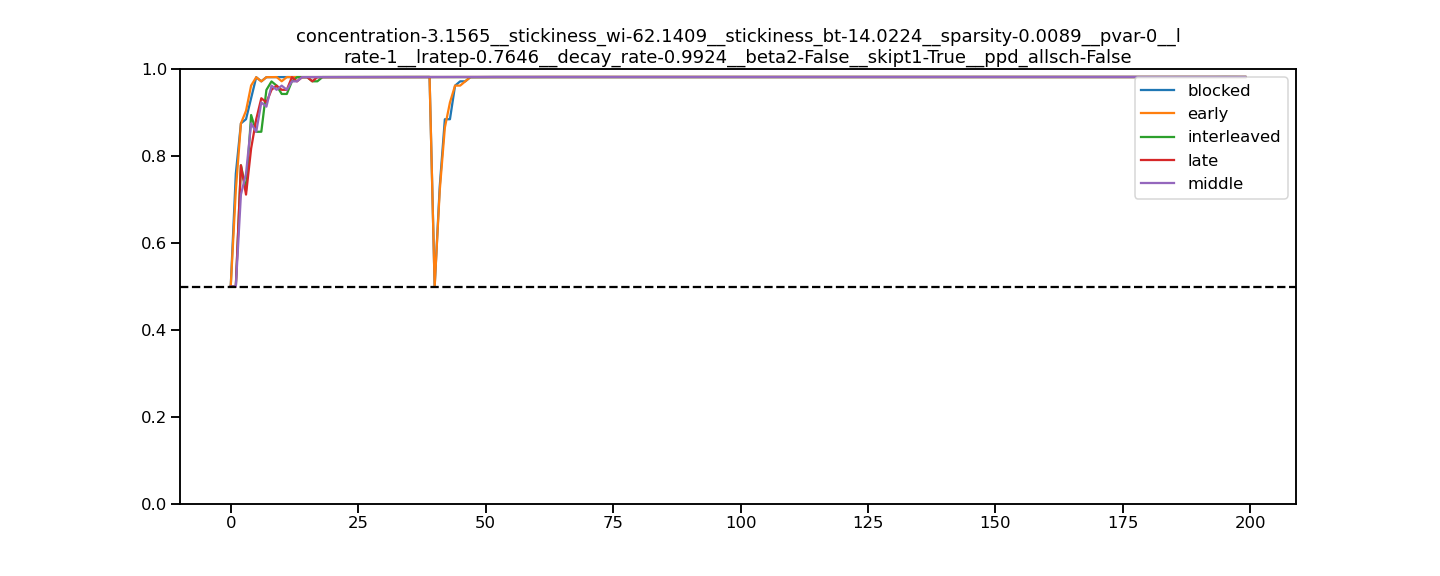 concentration-3.1565__stickiness_wi-62.1409__stickiness_bt-14.0224__sparsity-0.0089__pvar-0__l
rate-1__lratep-0.7646__decay_rate-0.9924__beta2-False__skipt1-True__ppd_allsch-False
1.0
0.8
0.6
0.4
0.2
0.0
blocked
early
interleaved
late
middle
0 25 50 75 100 125 150 175 200